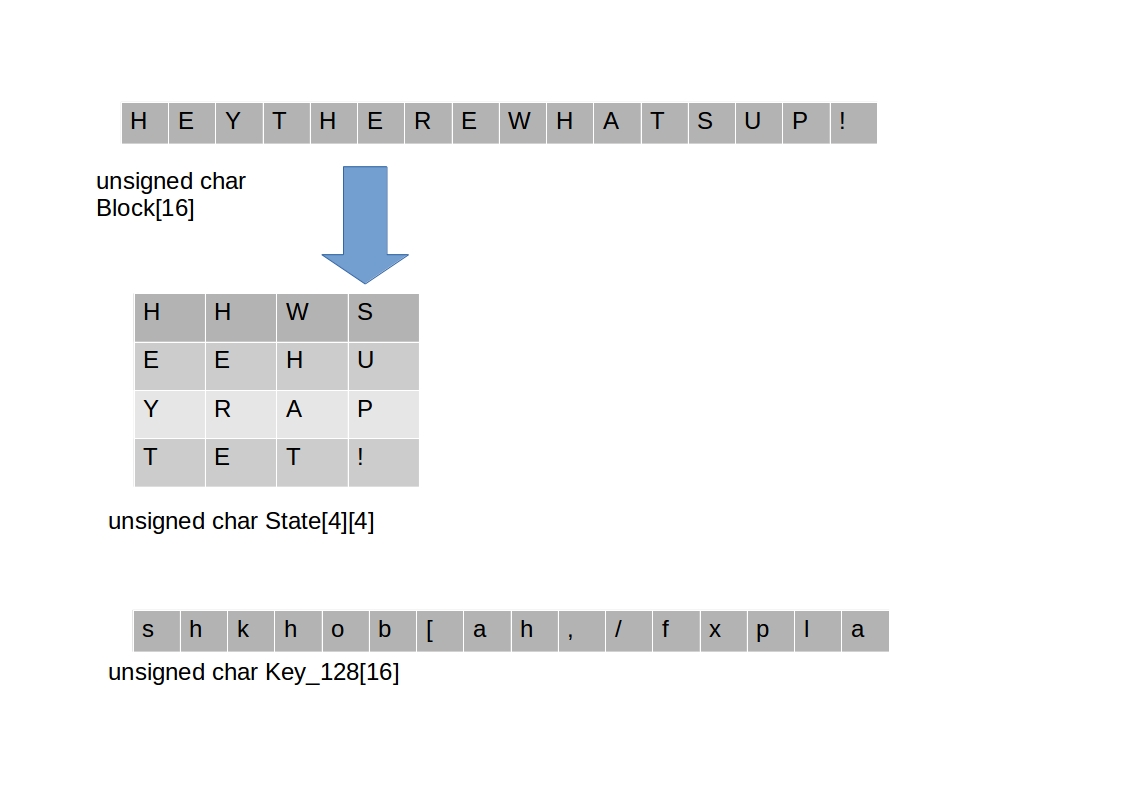 H E Y T H E R E W H A T S U P !
unsigned char
Block[16]
H H W S
E E H U
Y R A P
T E T !
unsigned char State[4][4]
s h k h o b [ a h , / f x p l a
unsigned char Key_128[16]